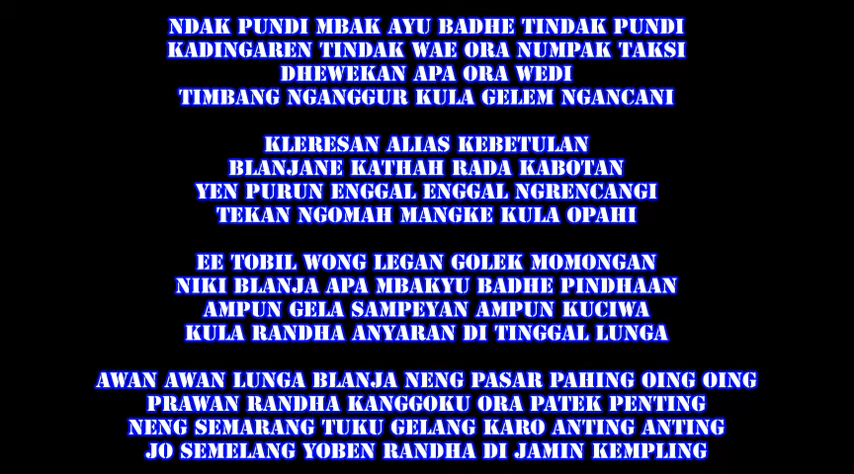 NDAK PUNDI MBAK AYU BADHE TINDAK PUNDI
KADINGAREN TINDAK WAE ORA NUMPAK TAKSI
DHEWEKAN APA ORA WEDI
TIMBANG NGANGGUR KULA GELEM NGANCANI
KLERESAN ALIAS KEBETULAN
BLANJANE KATHAH RADA KABOTAN
YEN PURUN ENGGAL ENGGAL NGRENCANGI
TEKAN NGOMAH MANGKE KULA OPAHI
EE TOBIL WONG LEGAN GOLEK MOMONGAN
NIKI BLANJA APA MBAKYU BADHE PINDHAAN
AMPUN GELA SAMPEYAN AMPUN KUCIWA
KULA RANDHA ANYARAN DI TINGGAL LUNGA
AWAN AWAN LUNGA BLANJA NENG PASAR PAHING OING OING
PRAWAN RANDHA KANGGOKU ORA PATEK PENTING
NENG SEMARANG TUKU GELANG KARO ANTING ANTING
JO SEMELANG YOBEN RANDHA DI JAMIN KEMPLING